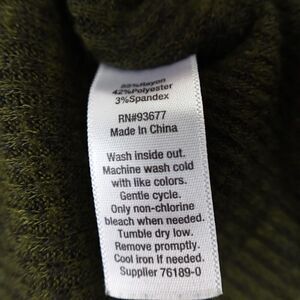 55%Rayon
42%Polyester
3%Spandex
RN#93677
Made In China
Wash inside out.
Machine wash cold
with like colors.
Gentle cycle.
Only non-chlorine
bleach when needed.
Tumble dry low.
Remove promptly.
Cool iron if needed.
Supplier 76189-0